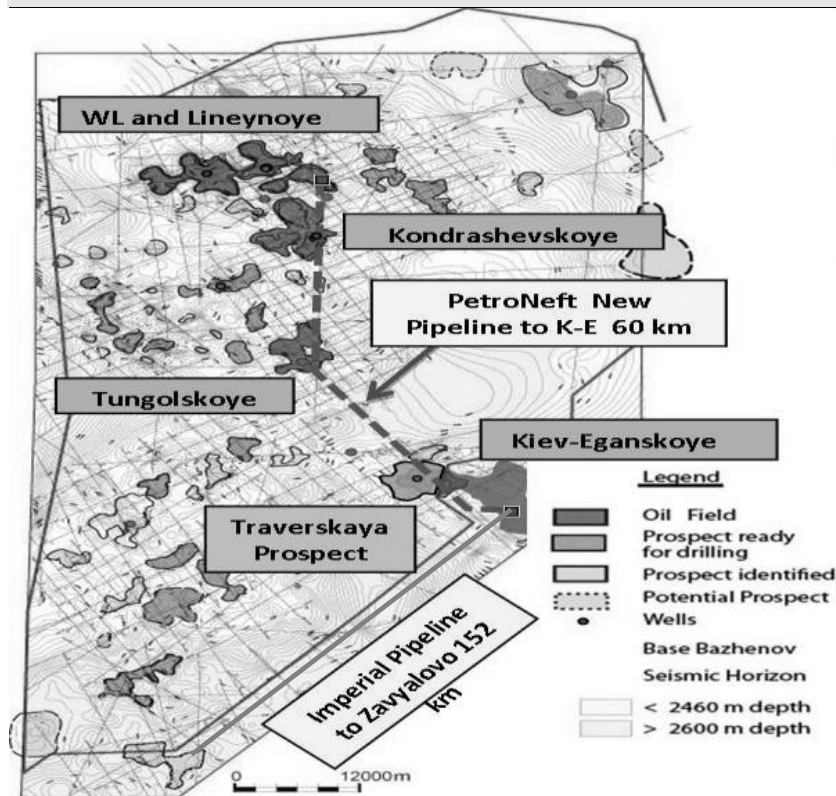 WL and Lineynoye
Kondrashevskoye
PetroNeft New
Pipeline to K-E 60 km
Tungolskoye
Kiev-Eganskoye
Traverskaya
Prospect
Imperial Pipeline
to Zavyalovo 152
km
Legend
Oil Field
Prospect ready
for drilling
Prospect identified
Potential Prospect
Wells
Base Bazhenov
Seismic Horizon
< 2460 m depth
> 2600 m depth
0 12000m